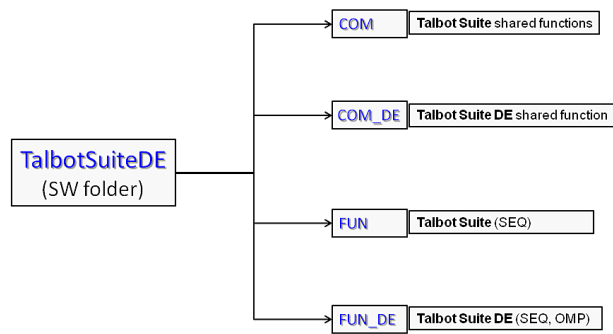 COM Talbot Suite shared functions
COM_DE Talbot Suite DE shared function
TalbotSuiteDE
(SW folder)
FUN Talbot Suite (SEQ)
FUN_DE Talbot Suite DE (SEQ, OMP)